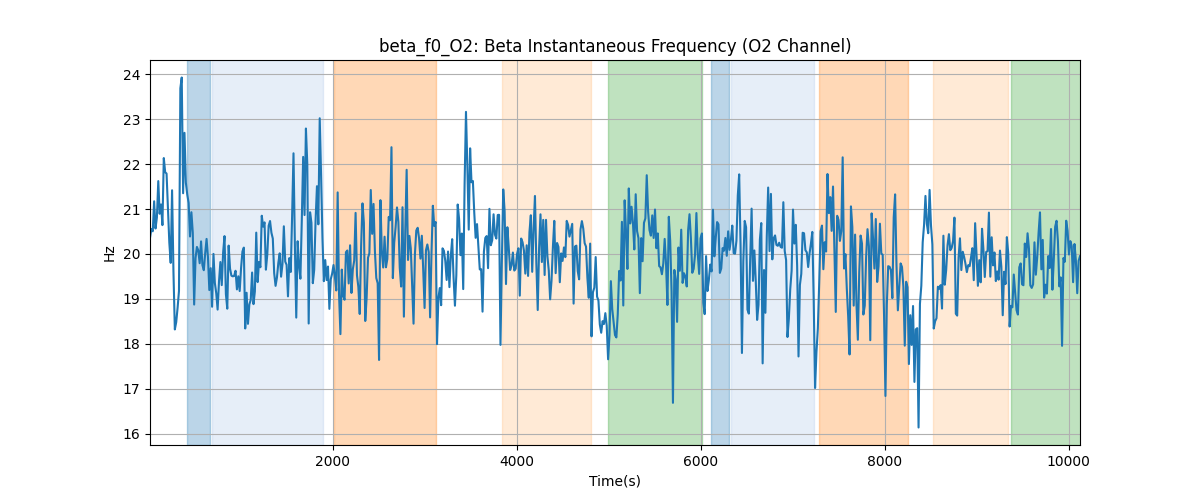 beta_f0_O2: Beta Instantaneous Frequency (O2 Channel)
24
23
22
21
20
19
18
17
16
Hz
2000 4000 6000 8000 10000
Time(s)